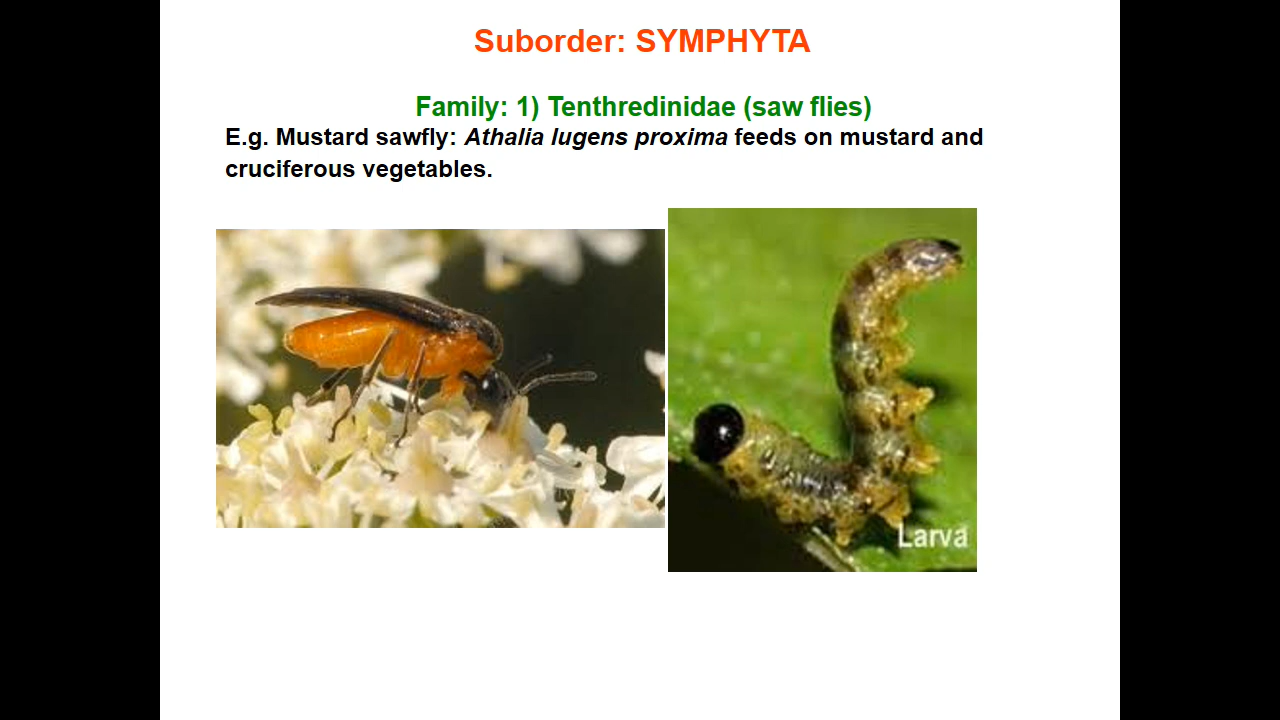 Suborder: SYMPHYTA
Family: 1) Tenthredinidae (saw flies)
E.g. Mustard sawfly: Athalia lugens proxima feeds on mustard and
cruciferous vegetables.
Larva